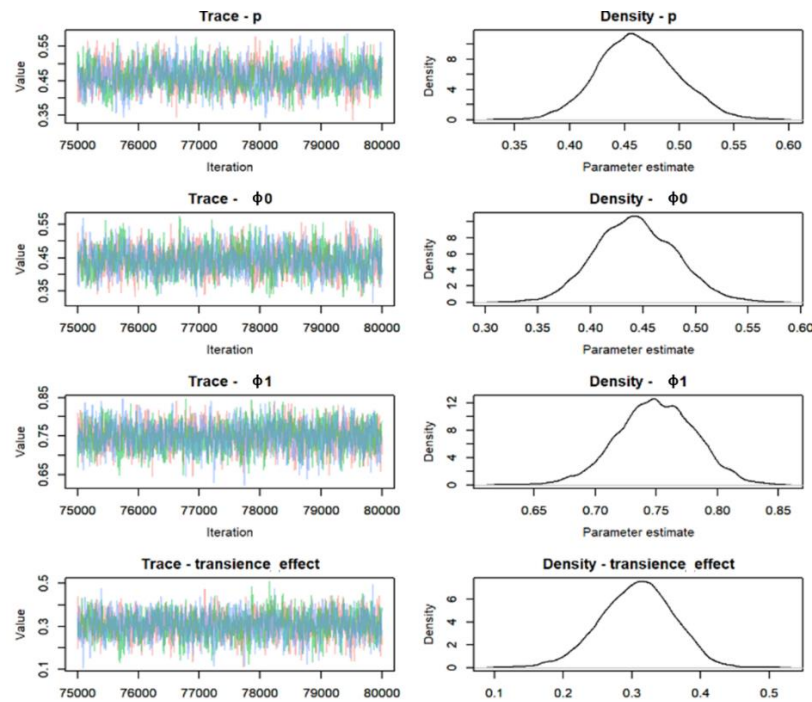 Trace - p
Value
0.35 0.45 0.55
75000 76000 77000 78000 79000 80000
Iteration
Density - p
Density
0 4 8
0.35 0.40 0.45 0.50 0.55 0.60
Parameter estimate
Trace - ϕ0
Value
0.35 0.45 0.55
75000 76000 77000 78000 79000 80000
Iteration
Density - ϕ0
Density
0 2 4 6 8
0.30 0.35 0.40 0.45 0.50 0.55 0.60
Parameter estimate
Trace - ϕ1
Value
0.65 0.75 0.85
75000 76000 77000 78000 79000 80000
Iteration
Density - ϕ1
Density
0 2 4 8 12
0.65 0.70 0.75 0.80 0.85
Parameter estimate
Trace - transience effect
Value
0.1 0.3 0.5
75000 76000 77000 78000 79000 80000
Density - transience effect
Density
0 2 4 6
0.1 0.2 0.3 0.4 0.5